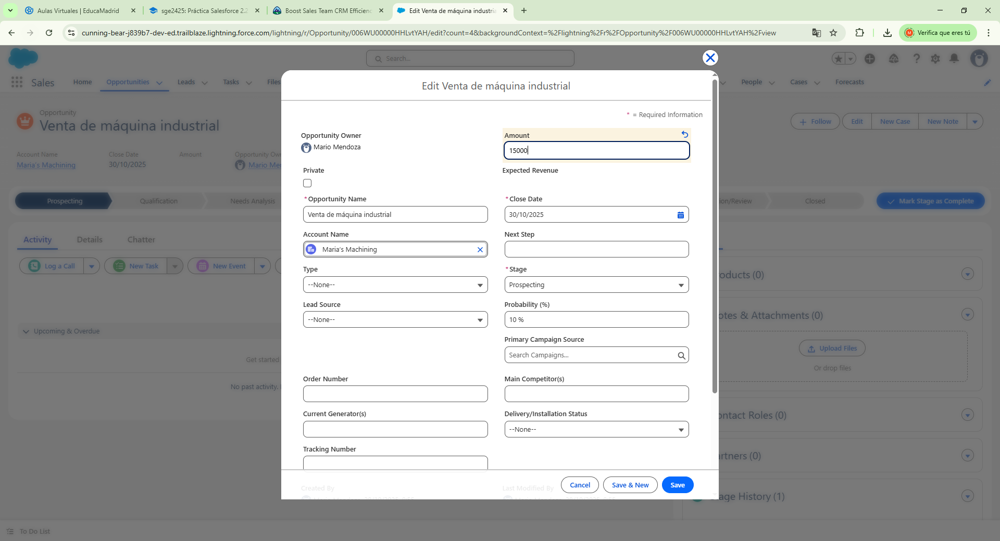 Aulas Virtuales | EducaMadrid
sge2425: Práctica Salesforce 2.2
Boost Sales Team CRM Efficienc
Edit Venta de máquina industria
cunning-bear-j839b7-dev-ed.trailblaze.lightning.force.com/lightning/r/Opportunity/006WU00000HHLvtYAH/edit?count=4&backgroundContext=%2Flightning%2Fr%2FOpportunity%2F006WU00000HHLvtYAH%2Fview
M Verifica que eres tú
Search...
Sales
Home
Opportunities
Leads
Tasks
Files
People
Cases
Forecasts
Opportunity
Venta de máquina industrial
Follow
Edit
New Case
New Note
Account Name
Close Date
Amount
Opportunity Ow
Maria's Machining
30/10/2025
Mario Me
Prospecting
Qualification
Needs Analysis
on/Review
Closed
Mark Stage as Complete
Activity
Details
Chatter
Log a Call
New Task
New Event
Upcoming & Overdue
Get started
No past activity.
oducts (0)
otes & Attachments (0)
Upload Files
Or drop files
ontact Roles (0)
artners (0)
tage History (1)
To Do List
Edit Venta de máquina industrial
* = Required Information
Opportunity Owner
Mario Mendoza
Amount
15000
Private
Expected Revenue
*Opportunity Name
Venta de máquina industrial
*Close Date
30/10/2025
Account Name
Maria's Machining
Next Step
Type
--None--
*Stage
Prospecting
Lead Source
--None--
Probability (%)
10 %
Primary Campaign Source
Search Campaigns...
Order Number
Main Competitor(s)
Current Generator(s)
Delivery/Installation Status
--None--
Tracking Number
Created By
Last Modified By
Cancel
Save & New
Save